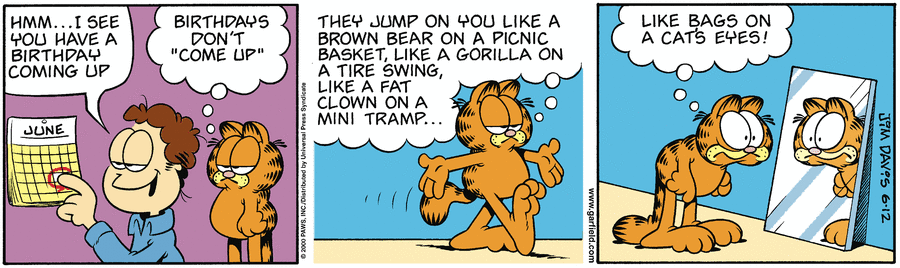 HMM...I SEE
YOU HAVE A
BIRTHDAY
COMING UP
BIRTHDAYS
DON'T
"COME UP"
JUNE
© 2000 PAWS, INC./Distributed by Universal Press Syndicate
THEY JUMP ON YOU LIKE A
BROWN BEAR ON A PICNIC
BASKET, LIKE A GORILLA ON
A TIRE SWING,
LIKE A FAT
CLOWN ON A
MINI TRAMP...
LIKE BAGS ON
A CAT'S EYES!
www.garfield.com
JIM DAVIS 6-12